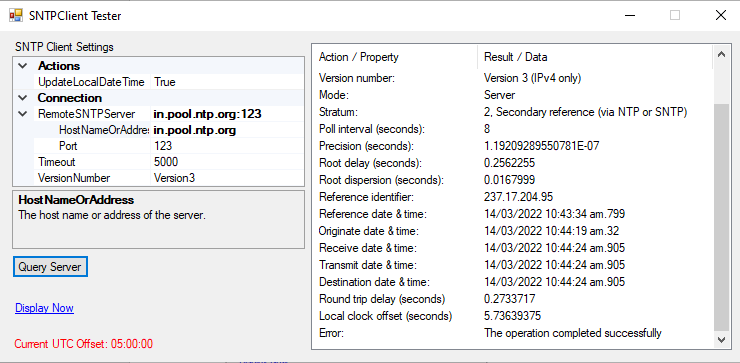 SNTPClient Tester
SNTP Client Settings
Actions
UpdateLocalDateTime True
Connection
RemoteSNTPServer in.pool.ntp.org:123
HostNameOrAddres in.pool.ntp.org
Port 123
Timeout 5000
VersionNumber Version3
HostNameOrAddress
The host name or address of the server.
Query Server
Display Now
Current UTC Offset: 05:00:00
Action / Property Result / Data
Version number: Version 3 (IPv4 only)
Mode: Server
Stratum: 2, Secondary reference (via NTP or SNTP)
Poll interval (seconds): 8
Precision (seconds): 1.19209289550781E-07
Root delay (seconds): 0.2562255
Root dispersion (seconds): 0.0167999
Reference identifier: 237.17.204.95
Reference date & time: 14/03/2022 10:43:34 am.799
Originate date & time: 14/03/2022 10:44:19 am.32
Receive date & time: 14/03/2022 10:44:24 am.905
Transmit date & time: 14/03/2022 10:44:24 am.905
Destination date & time: 14/03/2022 10:44:24 am.905
Round trip delay (seconds) 0.2733717
Local clock offset (seconds) 5.73639375
Error: The operation completed successfully